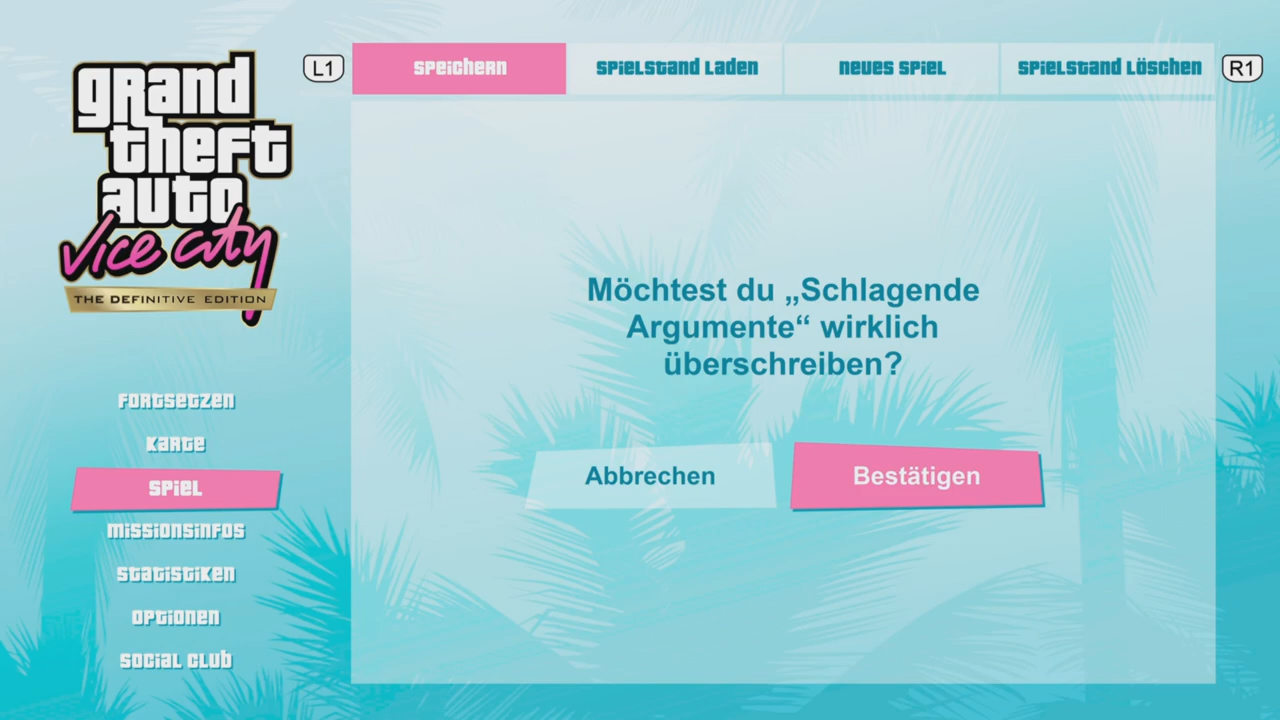 grand
theft
auto
Vice City
THE DEFINITIVE EDITION
L1
SPEICHERN
SPIELSTAND LADEN
NEUES SPIEL
SPIELSTAND LÖSCHEN
R1
Möchtest du „Schlagende
Argumente“ wirklich
überschreiben?
Abbrechen
Bestätigen
FORTSETZEN
KARTE
SPIEL
MISSIONSINFOS
STATISTIKEN
OPTIONEN
SOCIAL CLUB